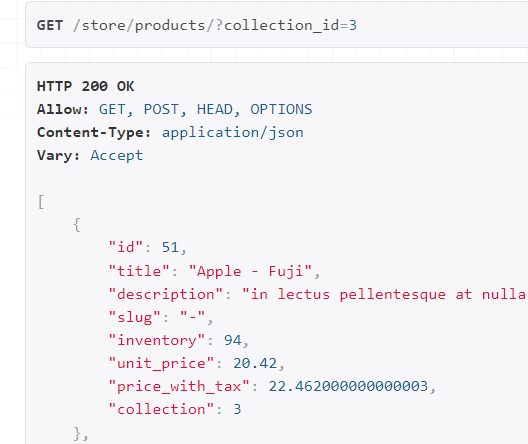 GET /store/products/?collection_id=3
HTTP 200 OK
Allow: GET, POST, HEAD, OPTIONS
Content-Type: application/json
Vary: Accept
[
{
"id": 51,
"title": "Apple - Fuji",
"description": "in lectus pellentesque at nulla
"slug": "-",
"inventory": 94,
"unit_price": 20.42,
"price_with_tax": 22.462000000000003,
"collection": 3
},